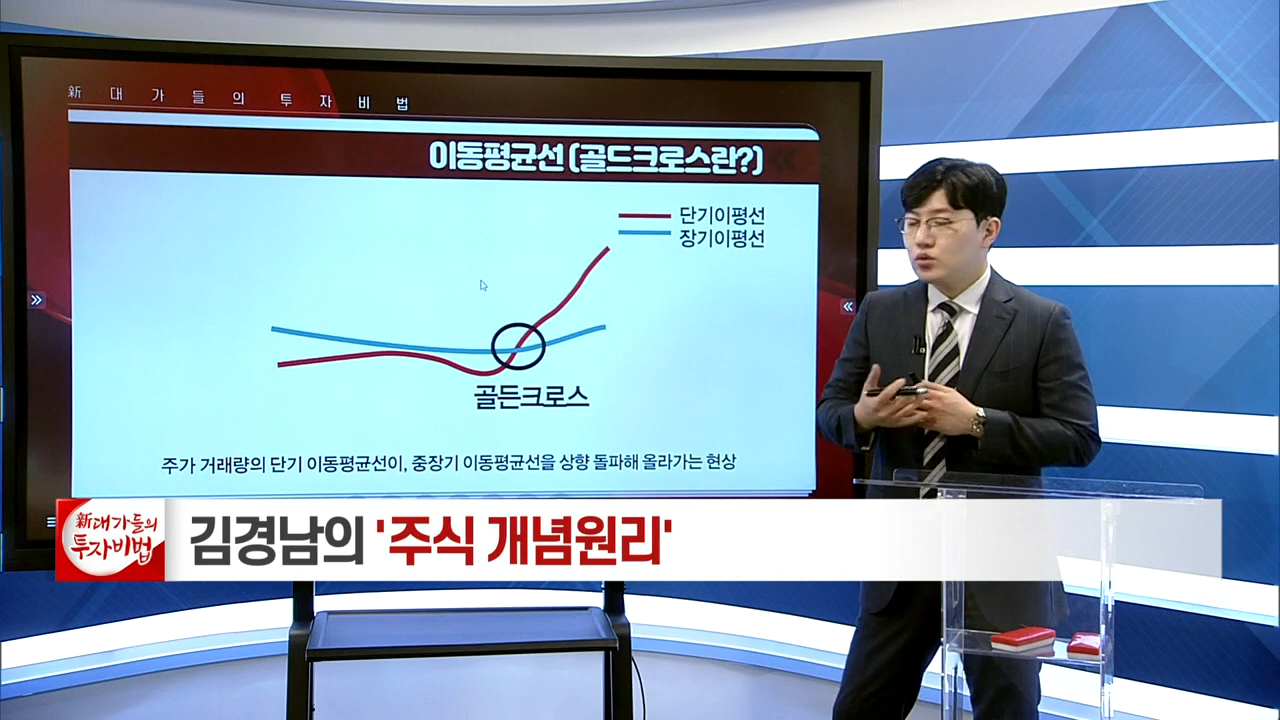 新대가들의투자비법
이동평균선 (골드크로스란?)
단기이평선
장기이평선
골든크로스
주가 거래량의 단기 이동평균선이, 중장기 이동평균선을 상향 돌파해 올라가는 현상
新대가들의
투자비법
김경남의 '주식 개념원리'